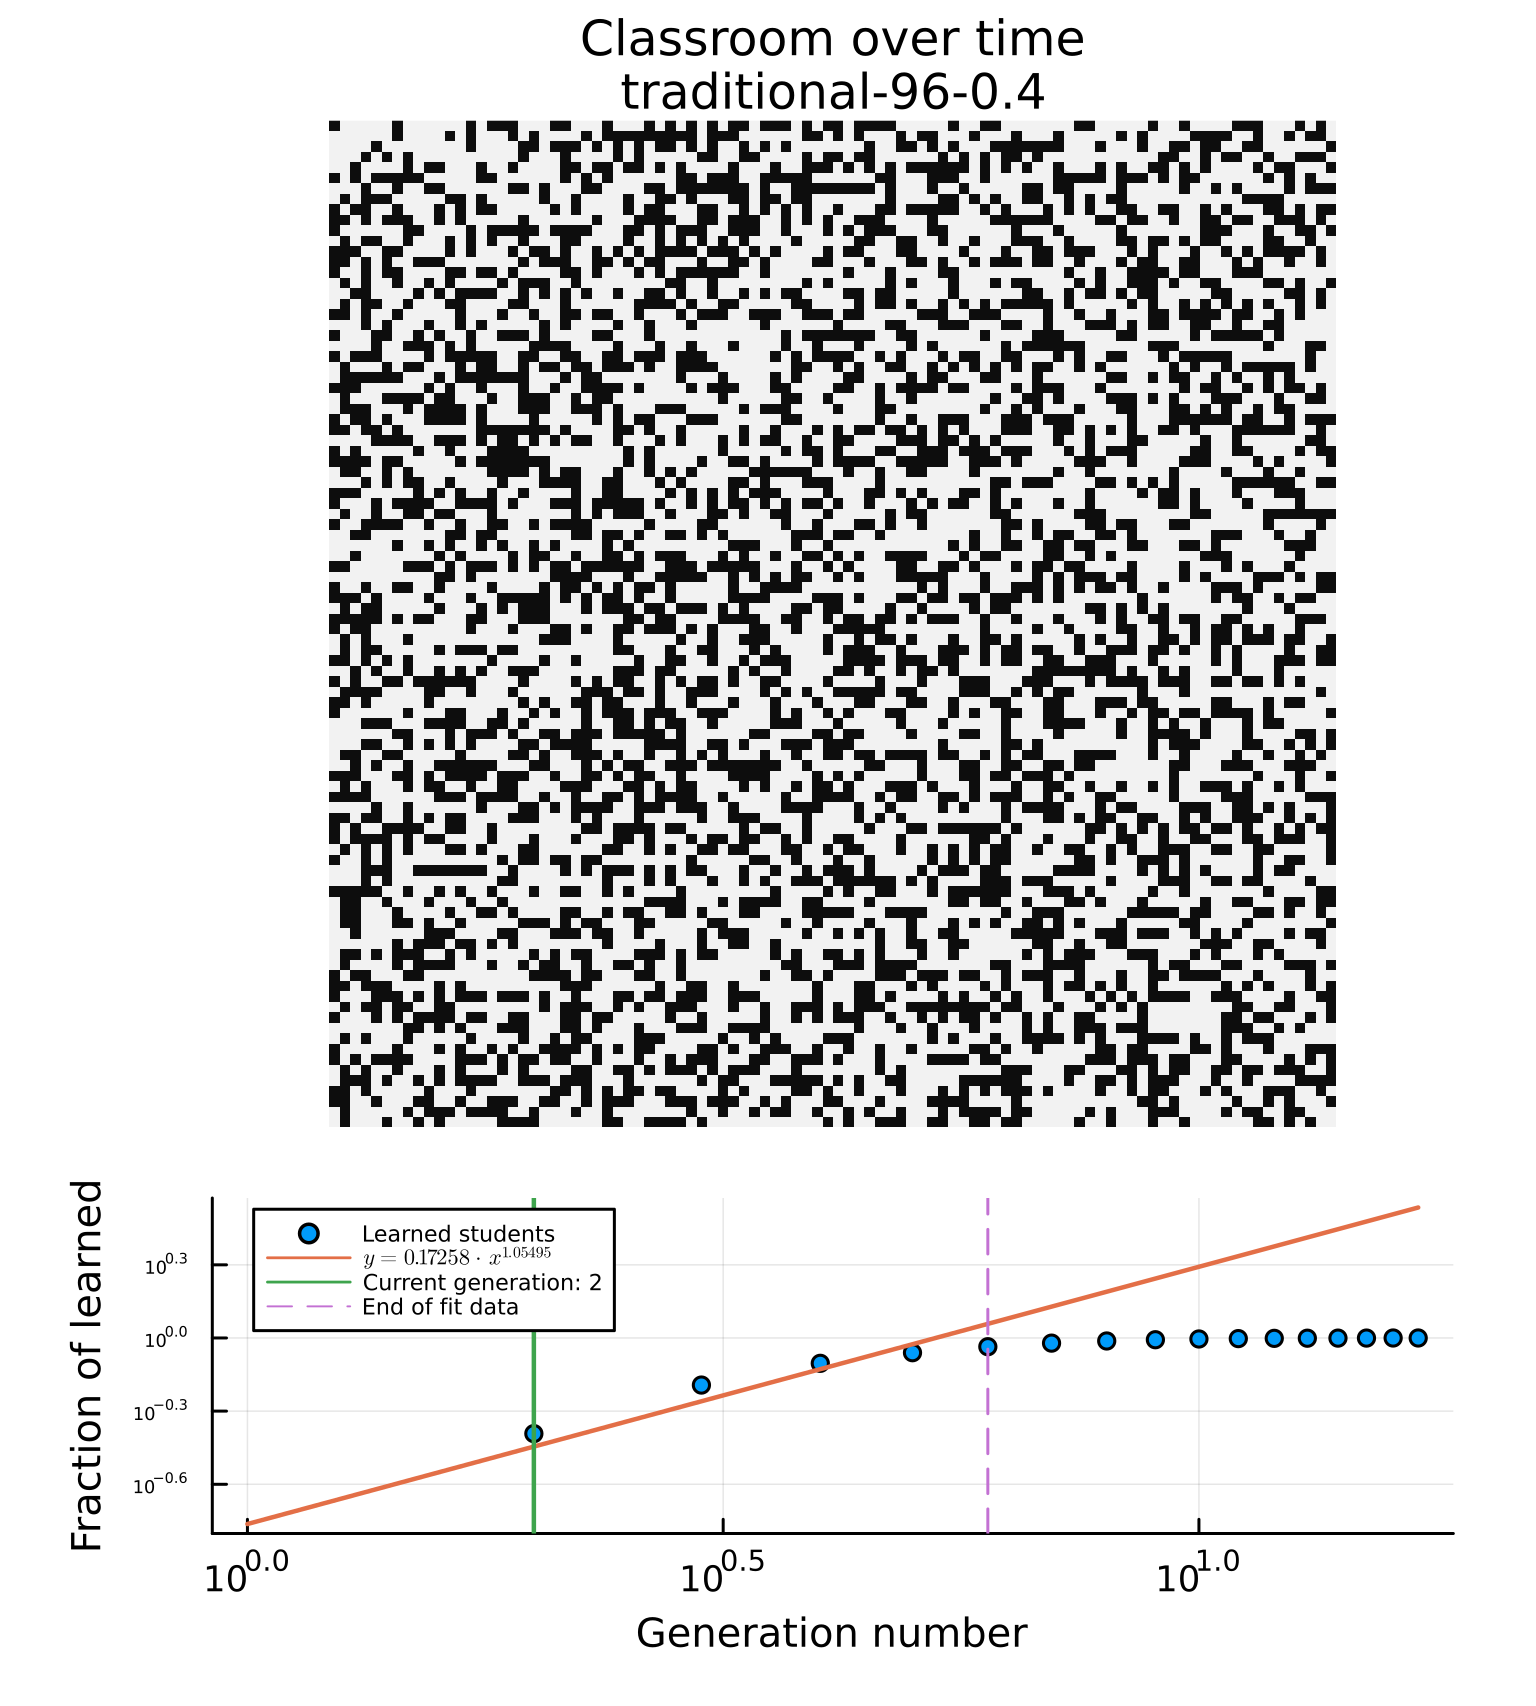 Classroom over time
traditional-96-0.4
Fraction of learned
10^0.3
10^0.0
10^−0.3
10^−0.6
Learned students
y = 0.17258 · x^1.05495
Current generation: 2
End of fit data
10^0.0 10^0.5 10^1.0
Generation number